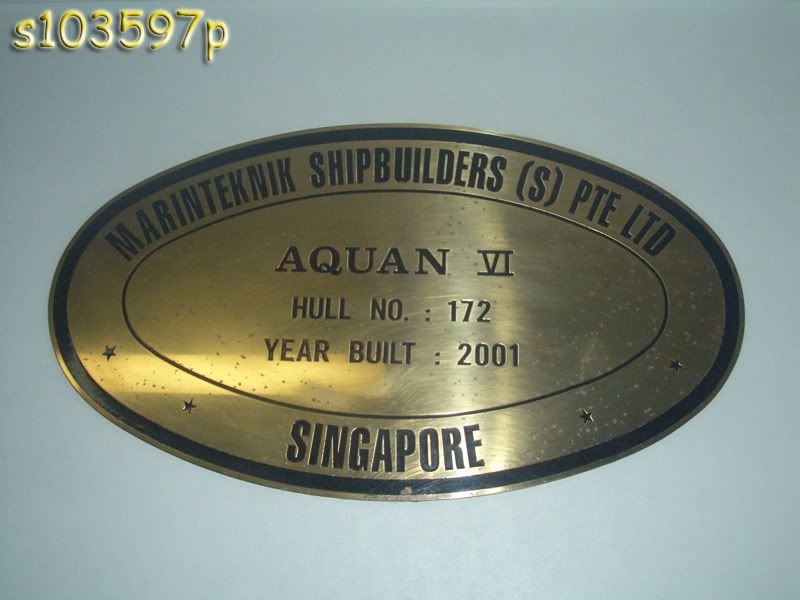 s103597p
MARINTEKNIK SHIPBUILDERS (S) PTE LTD
AQUAN VI
HULL NO. : 172
YEAR BUILT : 2001
SINGAPORE